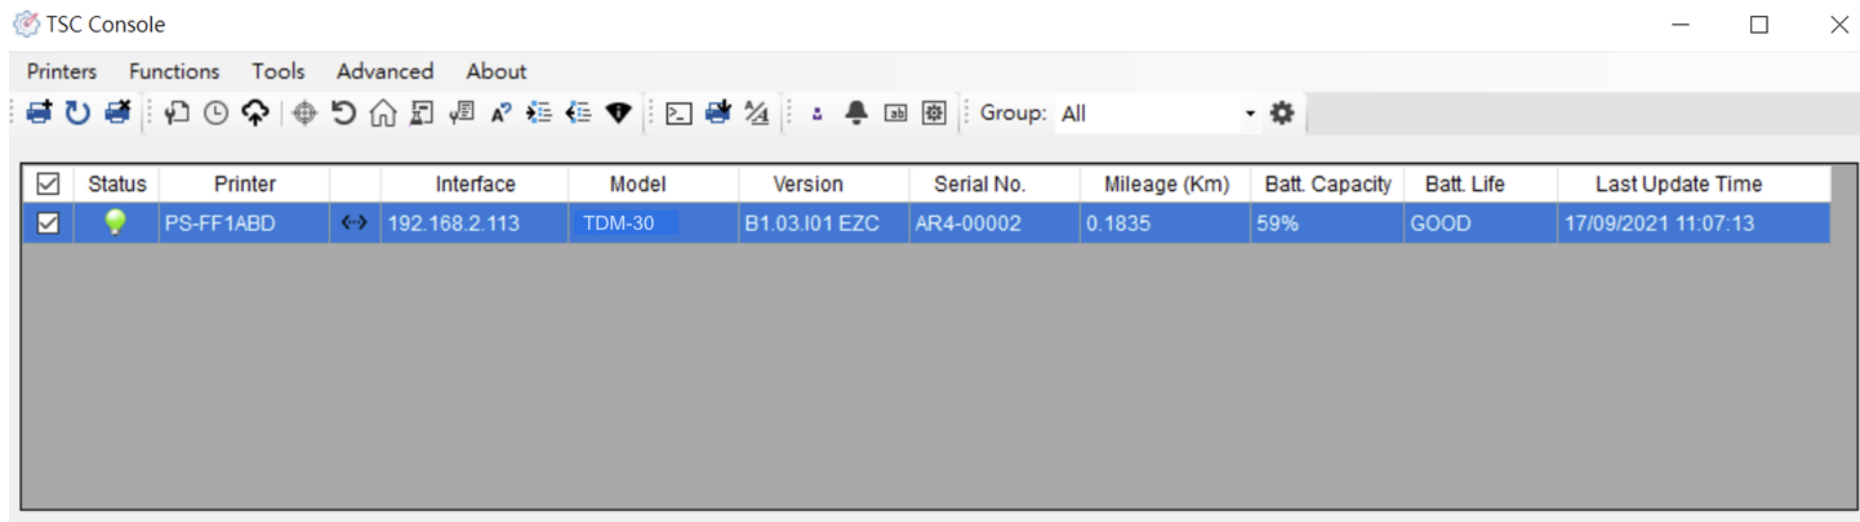 TSC Console
Printers Functions Tools Advanced About
Group: All
Status Printer Interface Model Version Serial No. Mileage (Km) Batt. Capacity Batt. Life Last Update Time
PS-FF1ABD 192.168.2.113 TDM-30 B1.03.I01 EZC AR4-00002 0.1835 59% GOOD 17/09/2021 11:07:13